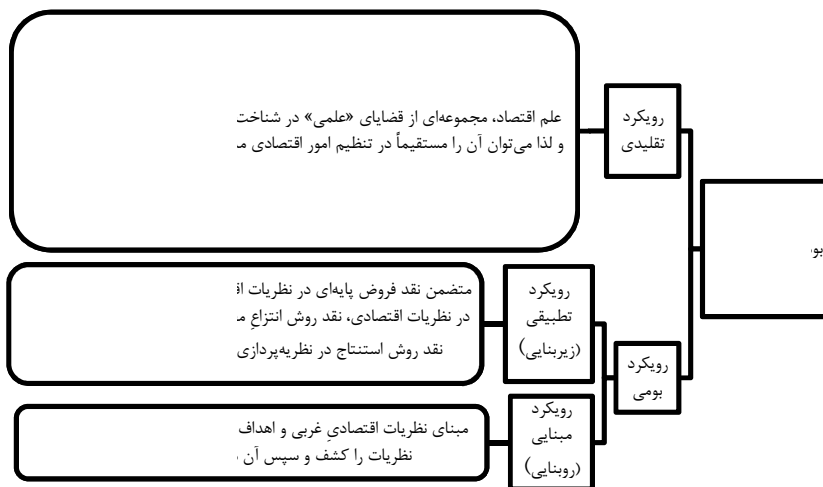 علم اقتصاد، مجموعه‌ای از قضایای «علمی» در شناخت
و لذا می‌توان آن را مستقیماً در تنظیم امور اقتصادی
رویکرد
تقلیدی
متضمن نقد فروض پایه‌ای در نظریات
در نظریات اقتصادی، نقد روش انتزاعِ
نقد روش استنتاج در نظریه‌پردازی
رویکرد
تطبیقی
(زیربنایی)
رویکرد
بومی
مبنای نظریات اقتصادیِ غربی و اهداف
نظریات را کشف و سپس آن
رویکرد
مبنایی
(روبنایی)